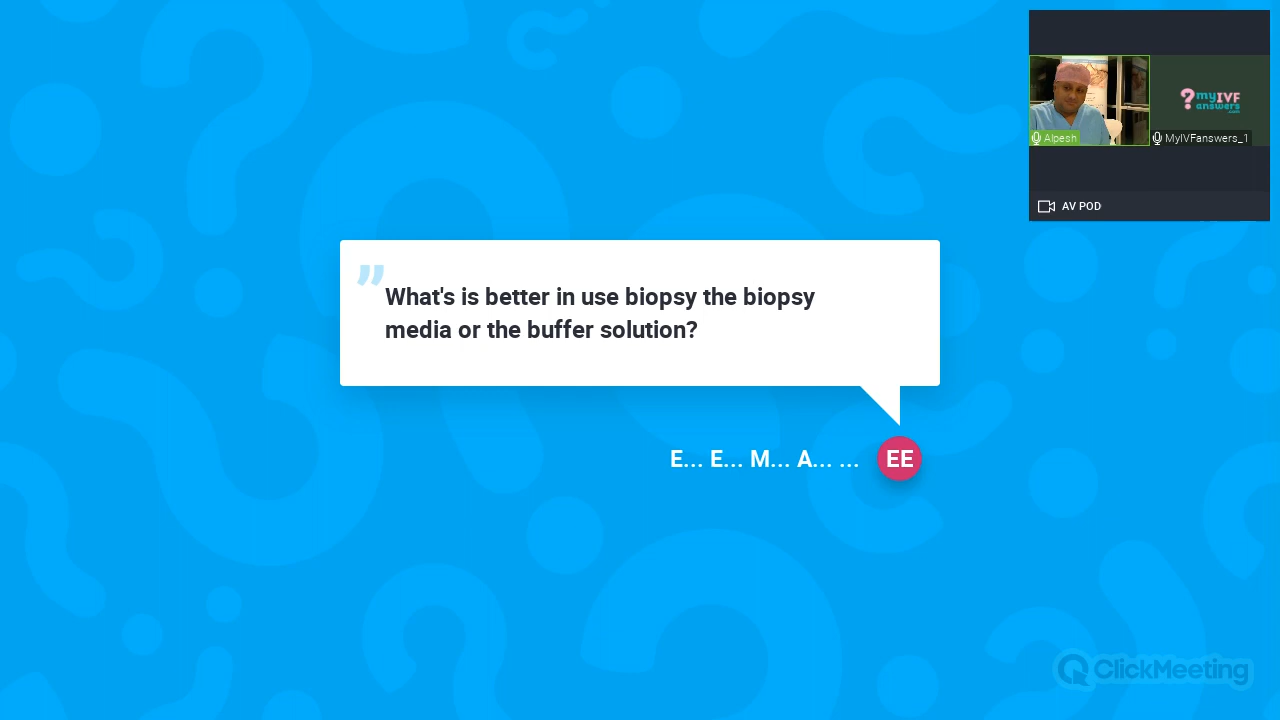 ? myIVF
answers
Alpesh
MyIVFanswers_1
AV POD
" What's is better in use biopsy the biopsy
media or the buffer solution?
E... E... M... A... ...
EE
ClickMeeting